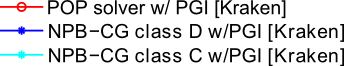 POP solver w/ PGI [Kraken]
NPB−CG class D w/PGI [Kraken]
NPB−CG class C w/PGI [Kraken]